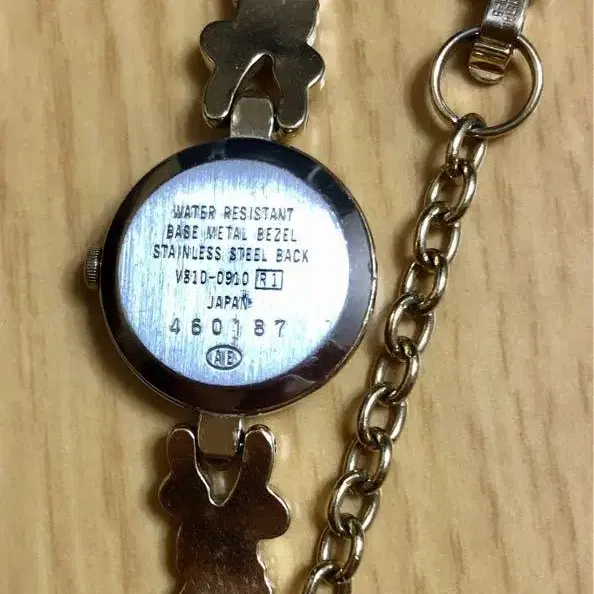 WATER RESISTANT
BASE METAL BEZEL
STAINLESS STEEL BACK
V810-0910 R1
JAPAN
460187
AB